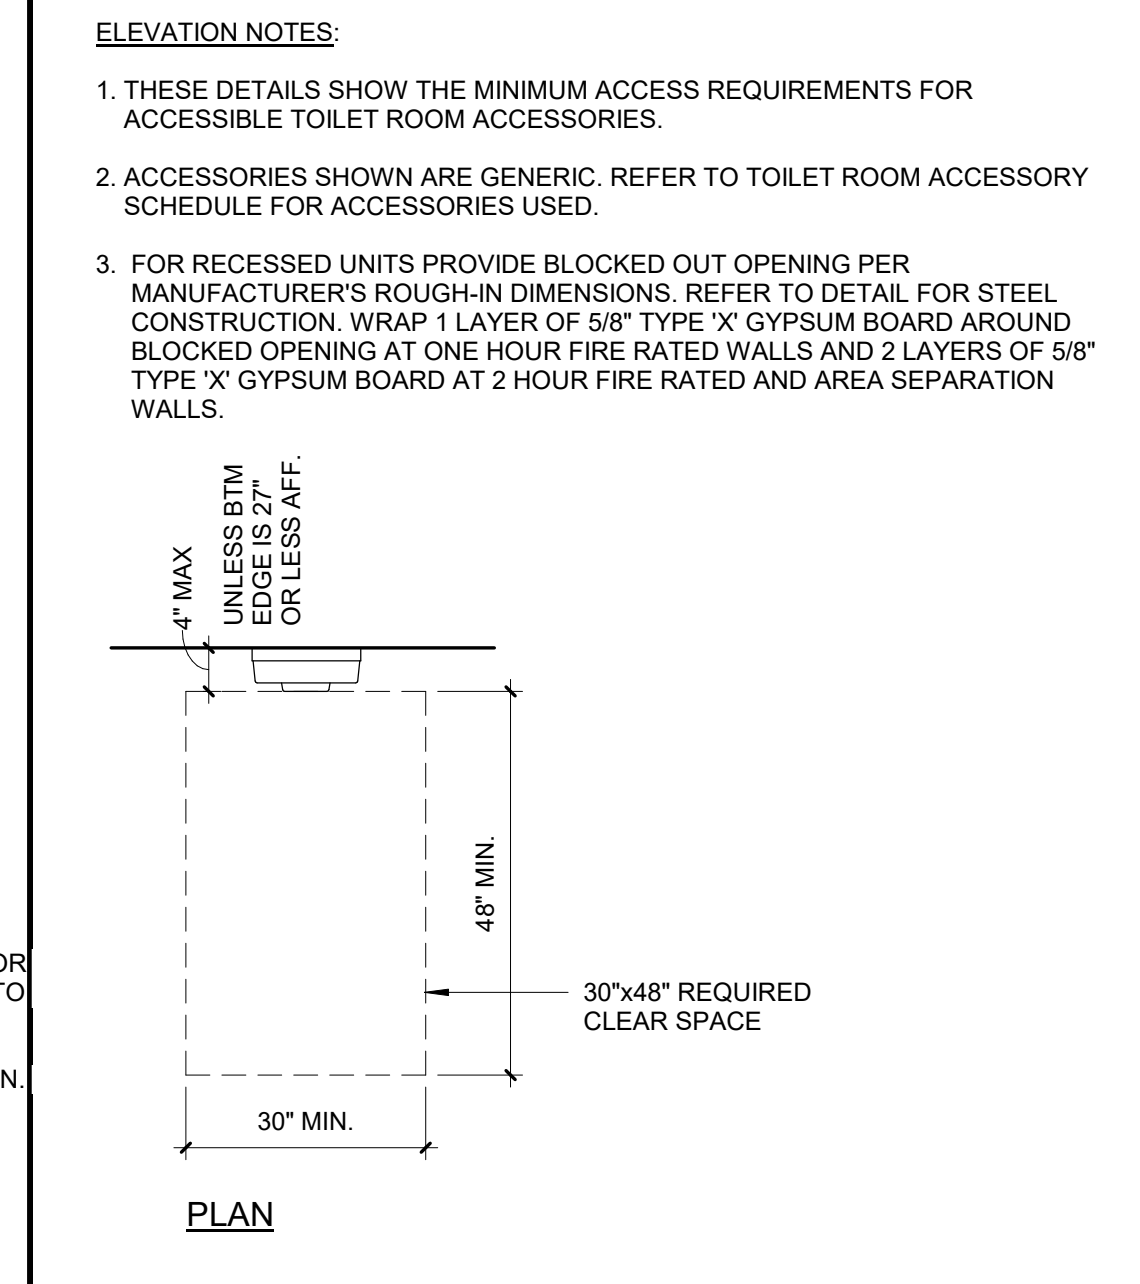 ELEVATION NOTES:
1. THESE DETAILS SHOW THE MINIMUM ACCESS REQUIREMENTS FOR
ACCESSIBLE TOILET ROOM ACCESSORIES.
2. ACCESSORIES SHOWN ARE GENERIC. REFER TO TOILET ROOM ACCESSORY
SCHEDULE FOR ACCESSORIES USED.
3. FOR RECESSED UNITS PROVIDE BLOCKED OUT OPENING PER
MANUFACTURER'S ROUGH-IN DIMENSIONS. REFER TO DETAIL FOR STEEL
CONSTRUCTION. WRAP 1 LAYER OF 5/8" TYPE 'X' GYPSUM BOARD AROUND
BLOCKED OPENING AT ONE HOUR FIRE RATED WALLS AND 2 LAYERS OF 5/8"
TYPE 'X' GYPSUM BOARD AT 2 HOUR FIRE RATED AND AREA SEPARATION
WALLS.
4" MAX
UNLESS BTM
EDGE IS 27"
OR LESS AFF.
48" MIN.
30"x48" REQUIRED
CLEAR SPACE
30" MIN.
PLAN
OR
TO
N.